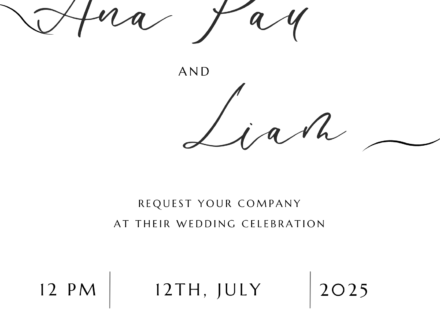 Ana Pau
AND
Liam
REQUEST YOUR COMPANY
AT THEIR WEDDING CELEBRATION
12 PM 12TH, JULY 2025